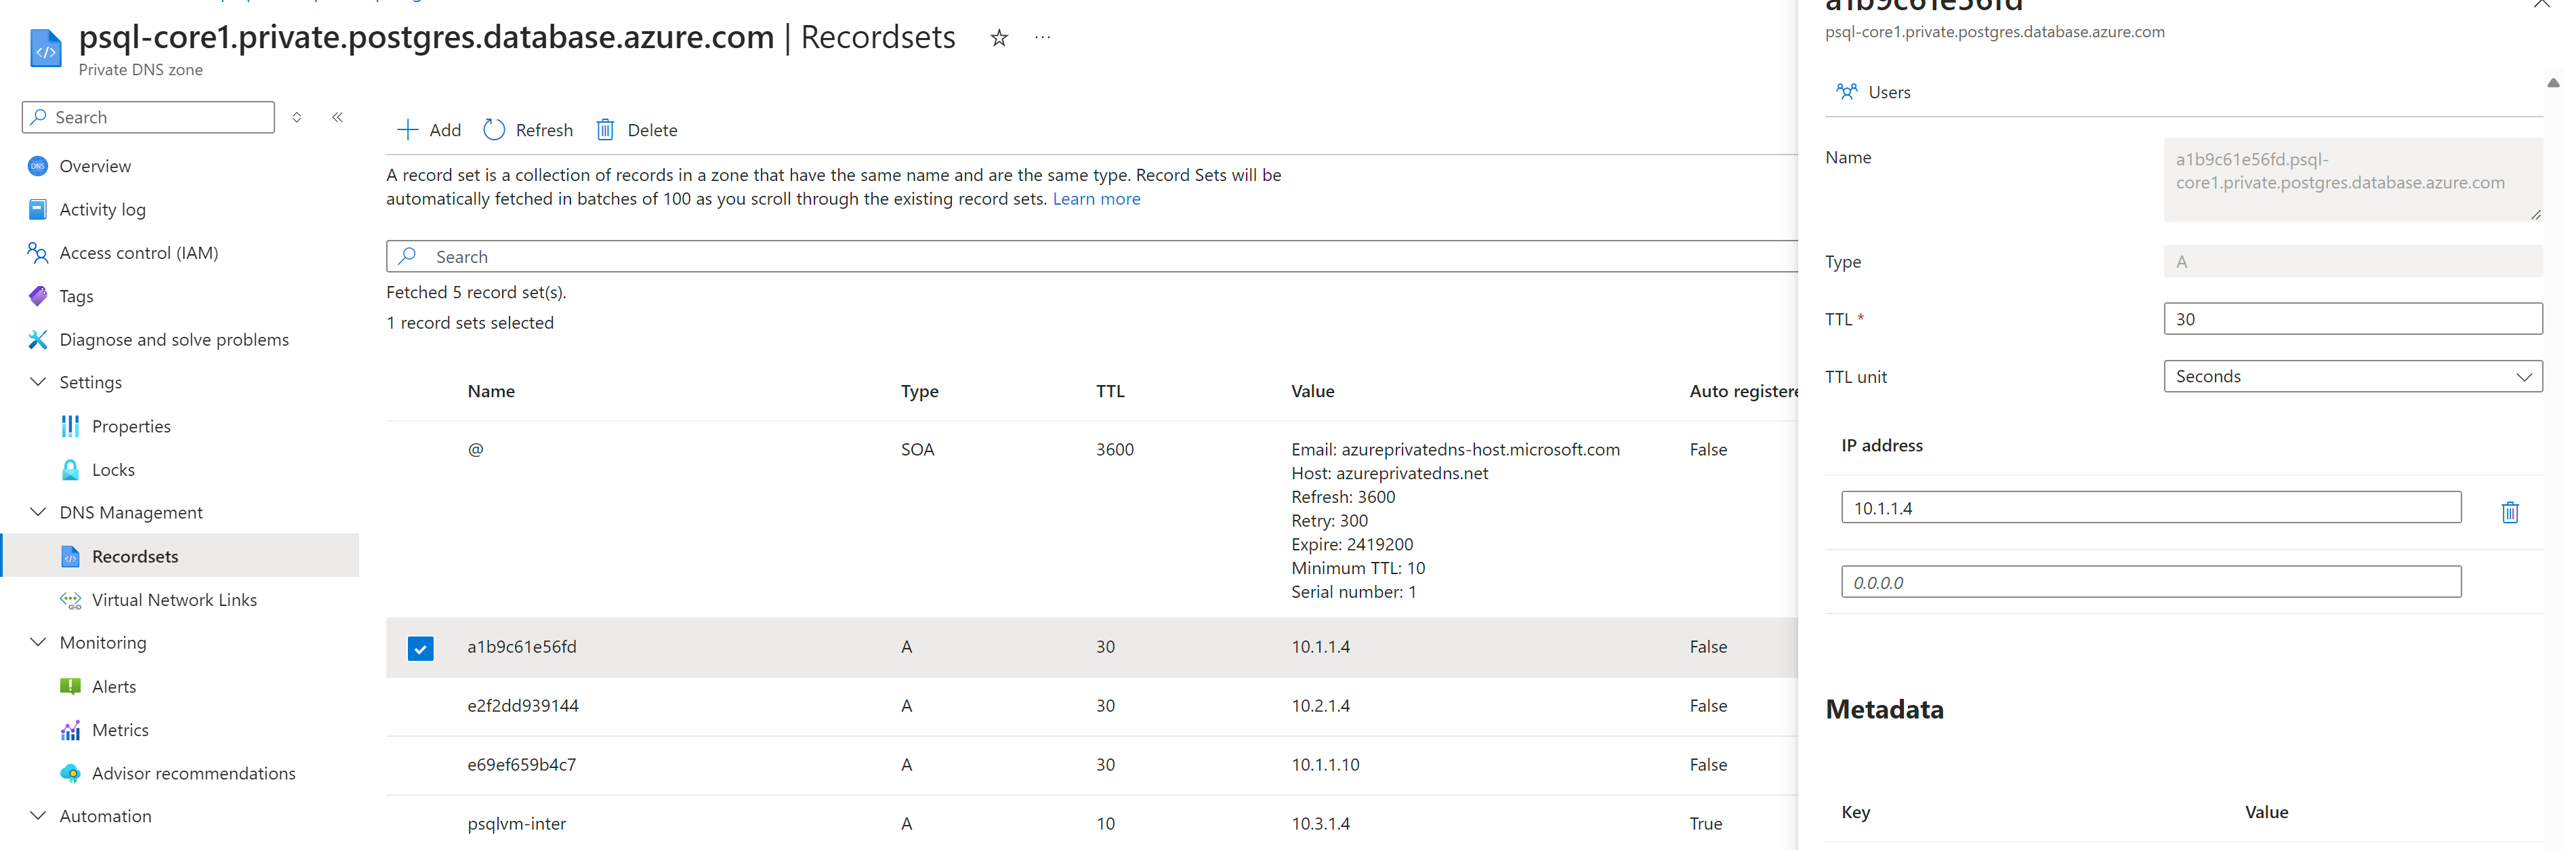 psql-core1.private.postgres.database.azure.com | Recordsets
Private DNS zone
Search
Overview
Activity log
Access control (IAM)
Tags
Diagnose and solve problems
Settings
Properties
Locks
DNS Management
Recordsets
Virtual Network Links
Monitoring
Alerts
Metrics
Advisor recommendations
Automation
Add
Refresh
Delete
A record set is a collection of records in a zone that have the same name and are the same type. Record Sets will be
automatically fetched in batches of 100 as you scroll through the existing record sets. Learn more
Search
Fetched 5 record set(s).
1 record sets selected
Name Type TTL Value Auto registere
@ SOA 3600 Email: azureprivatedns-host.microsoft.com False
Host: azureprivatedns.net
Refresh: 3600
Retry: 300
Expire: 2419200
Minimum TTL: 10
Serial number: 1
a1b9c61e56fd A 30 10.1.1.4 False
e2f2dd939144 A 30 10.2.1.4 False
e69ef659b4c7 A 30 10.1.1.10 False
psqlvm-inter A 10 10.3.1.4 True
a1b9c61e56fd
psql-core1.private.postgres.database.azure.com
Users
Name
a1b9c61e56fd.psql-
core1.private.postgres.database.azure.com
Type A
TTL * 30
TTL unit Seconds
IP address
10.1.1.4
0.0.0.0
Metadata
Key Value